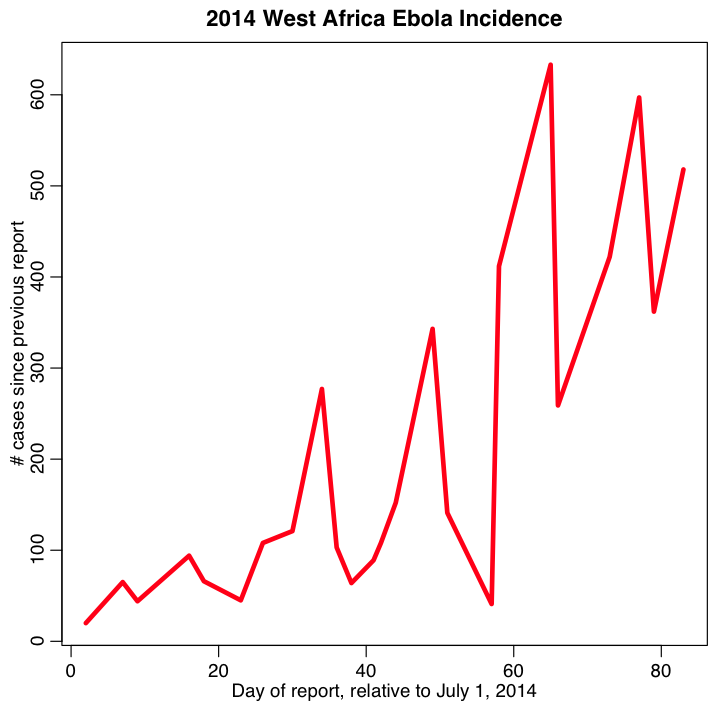 2014 West Africa Ebola Incidence
# cases since previous report
600
500
400
300
200
100
0
0 20 40 60 80
Day of report, relative to July 1, 2014